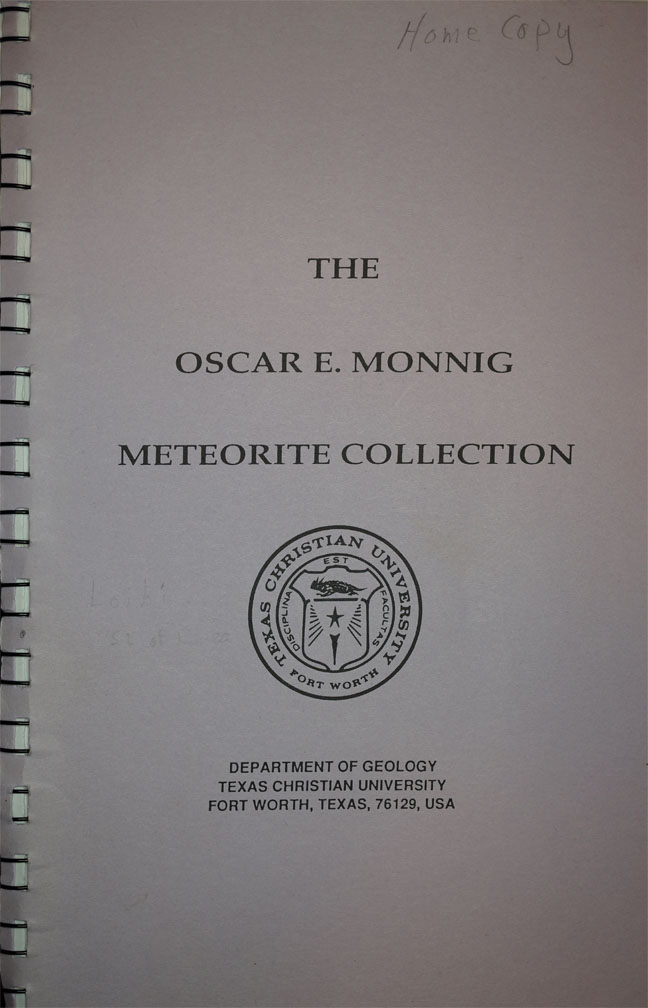 Home Copy
THE
OSCAR E. MONNIG
METEORITE COLLECTION
TEXAS CHRISTIAN UNIVERSITY
EST
DISCIPLINA
FACULTAS
FORT WORTH
DEPARTMENT OF GEOLOGY
TEXAS CHRISTIAN UNIVERSITY
FORT WORTH, TEXAS, 76129, USA